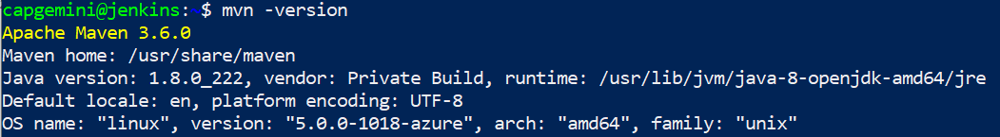 capgemini@jenkins:~$ mvn -version
Apache Maven 3.6.0
Maven home: /usr/share/maven
Java version: 1.8.0_222, vendor: Private Build, runtime: /usr/lib/jvm/java-8-openjdk-amd64/jre
Default locale: en, platform encoding: UTF-8
OS name: "linux", version: "5.0.0-1018-azure", arch: "amd64", family: "unix"